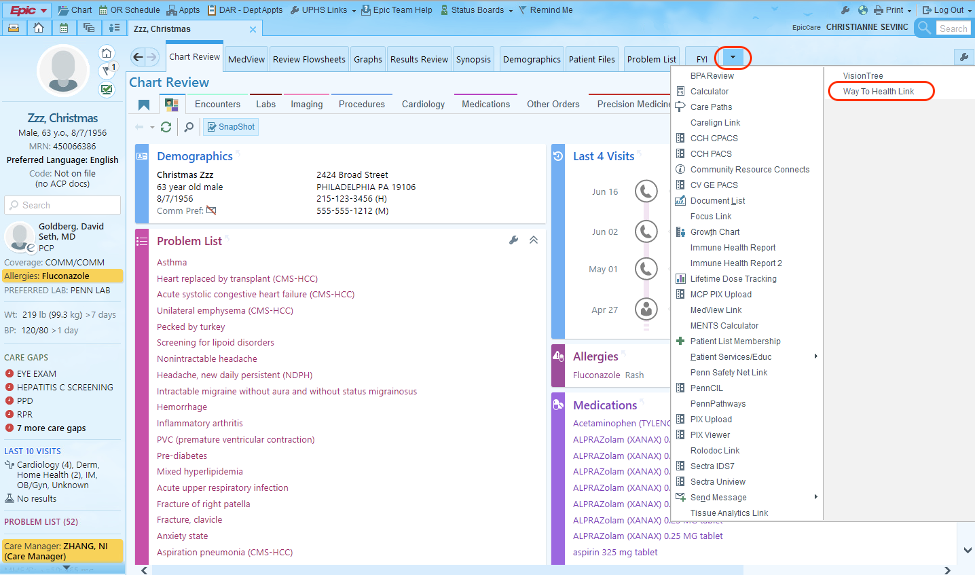 Epic
Chart
OR Schedule
Appts
DAR - Dept Appts
UPHS Links
Epic Team Help
Status Boards
Remind Me
Print
Log Out
Zzz, Christmas
EpicCare
CHRISTIANNE SEVINC
Search
Chart Review
MedView
Review Flowsheets
Graphs
Results Review
Synopsis
Demographics
Patient Files
Problem List
FYI
1
Zzz, Christmas
Male, 63 y.o., 8/7/1956
MRN: 450066386
Preferred Language: English
Code: Not on file
(no ACP docs)
Search
Goldberg, David
Seth, MD
PCP
Coverage: COMM/COMM
Allergies: Fluconazole
PREFERRED LAB: PENN LAB
Wt: 219 lb (99.3 kg) >7 days
BP: 120/80 >1 day
CARE GAPS
EYE EXAM
HEPATITIS C SCREENING
PPD
RPR
7 more care gaps
LAST 10 VISITS
Cardiology (4), Derm,
Home Health (2), IM,
OB/Gyn, Unknown
No results
PROBLEM LIST (52)
Care Manager: ZHANG, NI
(Care Manager)
Chart Review
Encounters
Labs
Imaging
Procedures
Cardiology
Medications
Other Orders
Precision Medicin
SnapShot
Demographics
Christmas Zzz
63 year old male
8/7/1956
Comm Pref:
2424 Broad Street
PHILADELPHIA PA 19106
215-123-3456 (H)
555-555-1212 (M)
Problem List
Asthma
Heart replaced by transplant (CMS-HCC)
Acute systolic congestive heart failure (CMS-HCC)
Unilateral emphysema (CMS-HCC)
Pecked by turkey
Screening for lipoid disorders
Nonintractable headache
Headache, new daily persistent (NDPH)
Intractable migraine without aura and without status migrainosus
Hemorrhage
Inflammatory arthritis
PVC (premature ventricular contraction)
Pre-diabetes
Mixed hyperlipidemia
Acute upper respiratory infection
Fracture of right patella
Fracture, clavicle
Anxiety state
Aspiration pneumonia (CMS-HCC)
Last 4 Visits
Jun 16
Jun 02
May 01
Apr 27
Allergies
Fluconazole Rash
Medications
Acetaminophen (TYLENO
ALPRAZolam (XANAX) 0.
ALPRAZolam (XANAX) 0.
ALPRAZolam (XANAX) 0.
ALPRAZolam (XANAX) 0.
ALPRAZolam (XANAX) 0.
ALPRAZolam (XANAX) 0.25 MG tablet
ALPRAZolam (XANAX) 0.25 MG tablet
aspirin 325 mg tablet
BPA Review
Calculator
Care Paths
Carelign Link
CCH CPACS
CCH PACS
Community Resource Connects
CV GE PACS
Document List
Focus Link
Growth Chart
Immune Health Report
Immune Health Report 2
Lifetime Dose Tracking
MCP PIX Upload
MedView Link
MENTS Calculator
Patient List Membership
Patient Services/Educ
Penn Safety Net Link
PennCIL
PennPathways
PIX Upload
PIX Viewer
Rolodoc Link
Sectra IDS7
Sectra Uniview
Send Message
Tissue Analytics Link
VisionTree
Way To Health Link